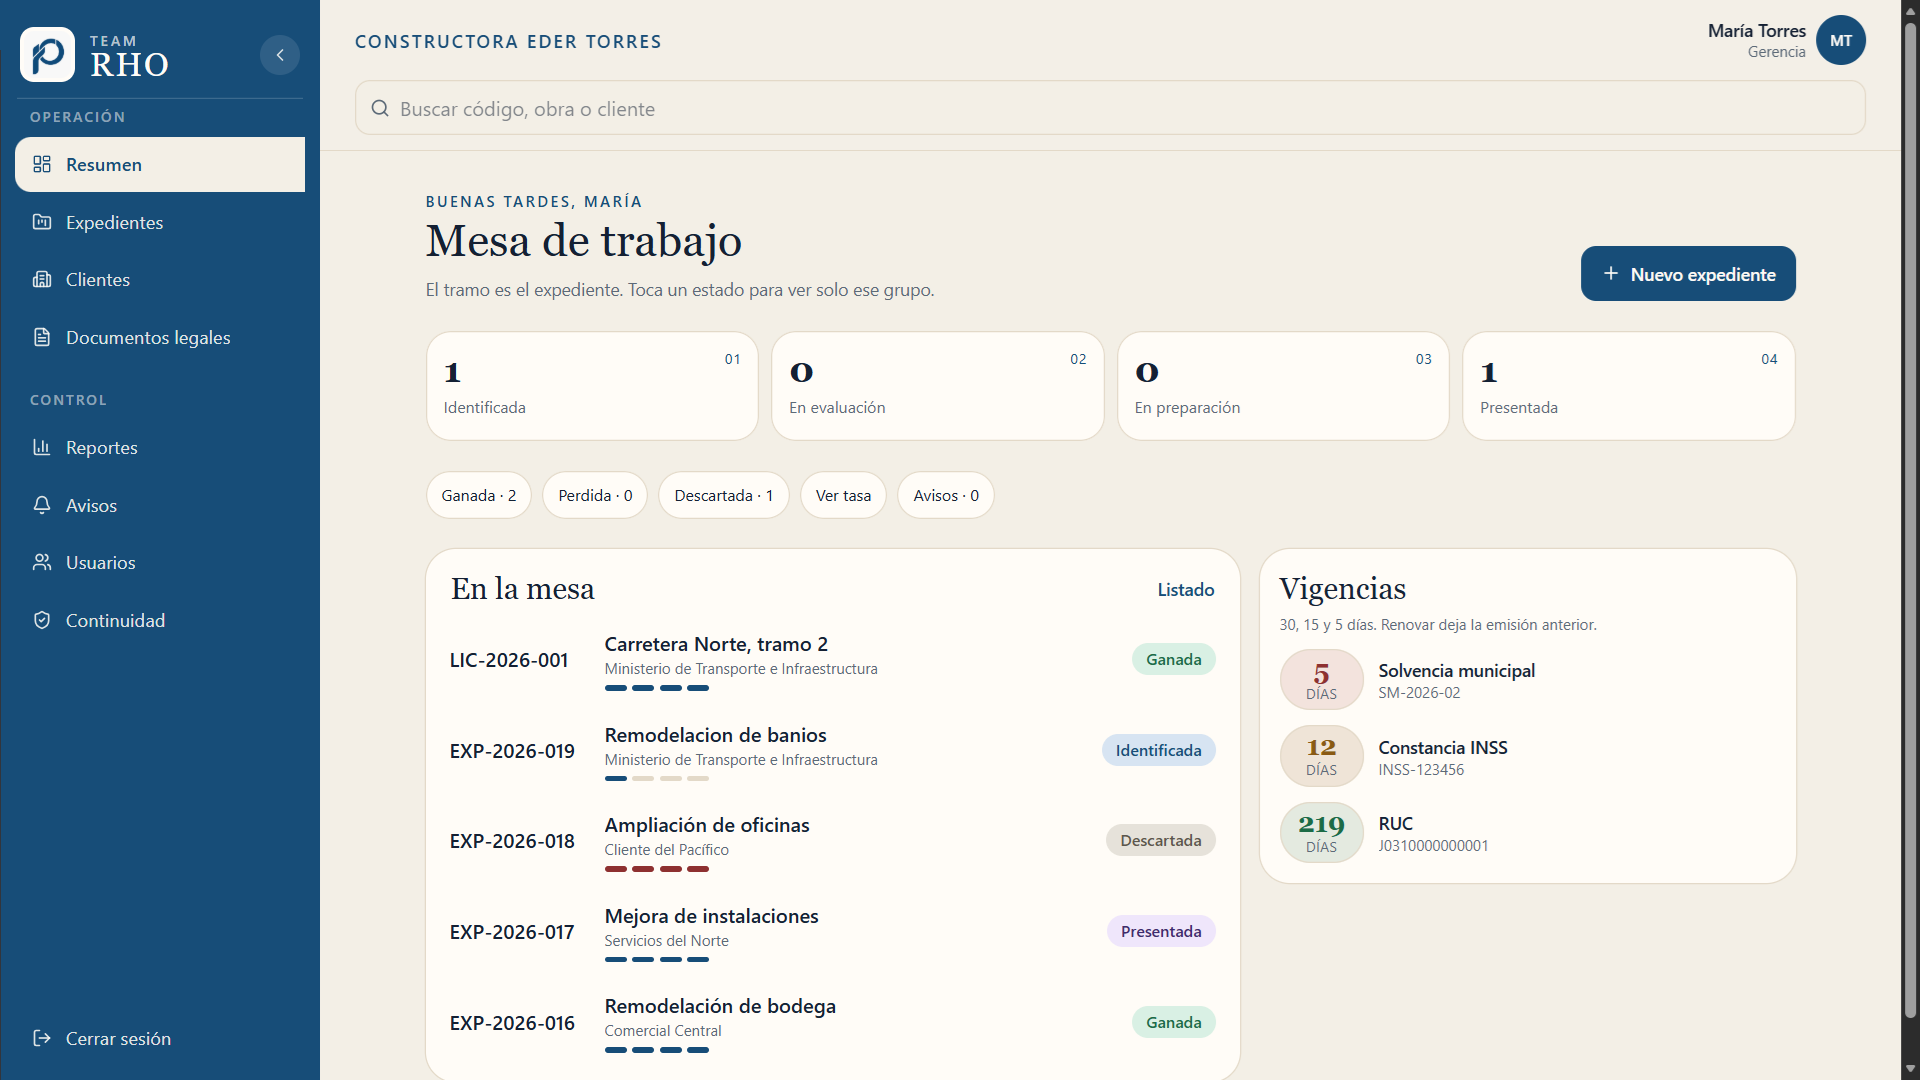 TEAM
RHO
OPERACIÓN
Resumen
Expedientes
Clientes
Documentos legales
CONTROL
Reportes
Avisos
Usuarios
Continuidad
Cerrar sesión
CONSTRUCTORA EDER TORRES
María Torres
Gerencia
MT
Buscar código, obra o cliente
BUENAS TARDES, MARÍA
Mesa de trabajo
El tramo es el expediente. Toca un estado para ver solo ese grupo.
+ Nuevo expediente
1
01
Identificada
0
02
En evaluación
0
03
En preparación
1
04
Presentada
Ganada · 2
Perdida · 0
Descartada · 1
Ver tasa
Avisos · 0
En la mesa
Listado
LIC-2026-001
Carretera Norte, tramo 2
Ministerio de Transporte e Infraestructura
Ganada
EXP-2026-019
Remodelacion de banios
Ministerio de Transporte e Infraestructura
Identificada
EXP-2026-018
Ampliación de oficinas
Cliente del Pacífico
Descartada
EXP-2026-017
Mejora de instalaciones
Servicios del Norte
Presentada
EXP-2026-016
Remodelación de bodega
Comercial Central
Ganada
Vigencias
30, 15 y 5 días. Renovar deja la emisión anterior.
5
DÍAS
Solvencia municipal
SM-2026-02
12
DÍAS
Constancia INSS
INSS-123456
219
DÍAS
RUC
J0310000000001